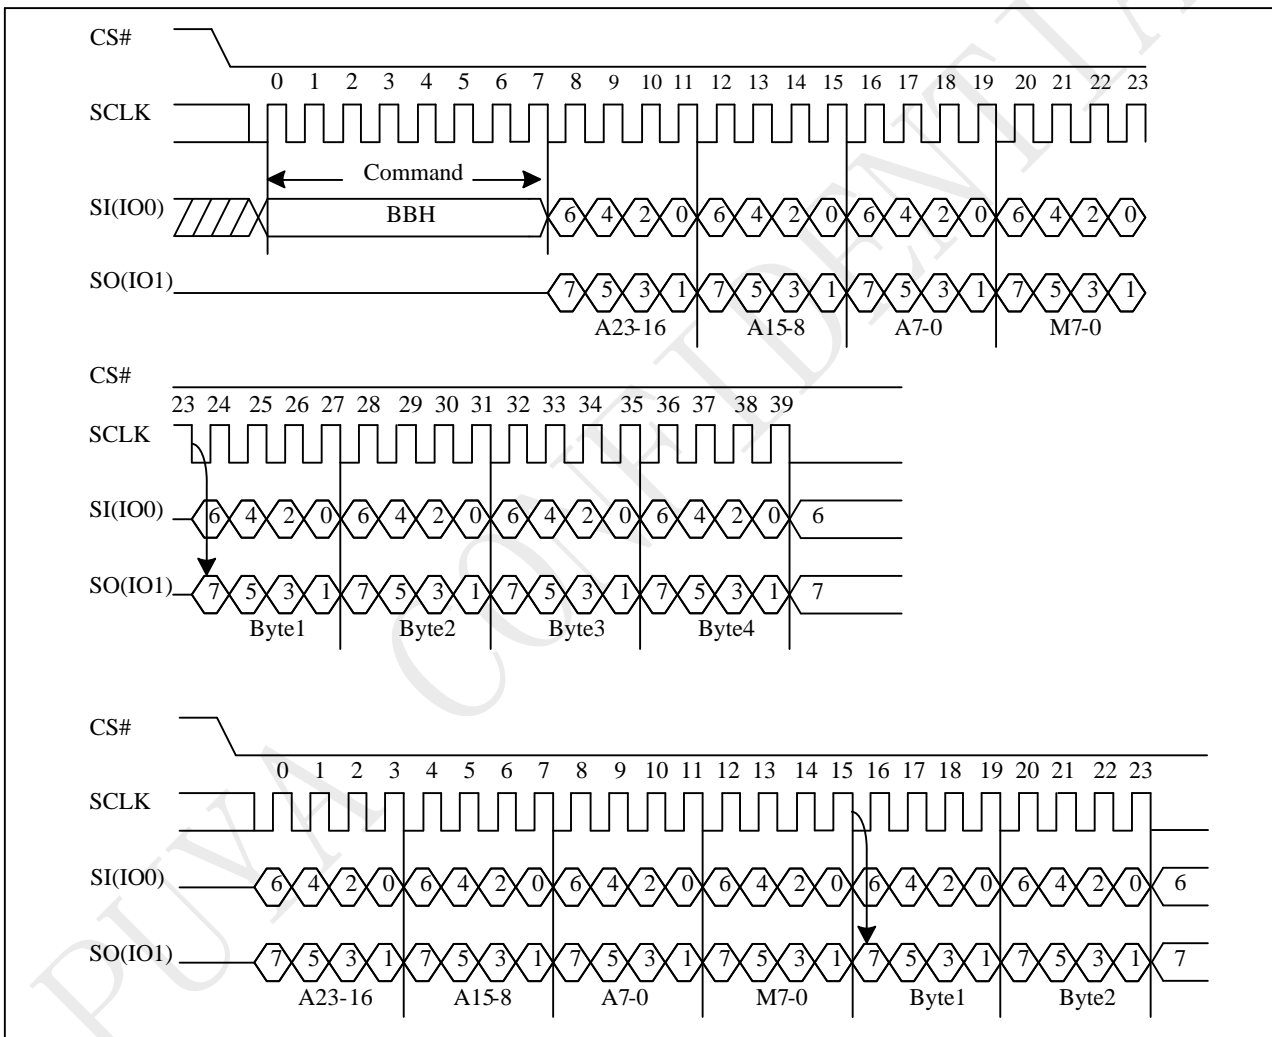 CS#
0 1 2 3 4 5 6 7 8 9 10 11 12 13 14 15 16 17 18 19 20 21 22 23
SCLK
Command
SI(IO0) BBH 6 4 2 0 6 4 2 0 6 4 2 0 6 4 2 0
SO(IO1) 7 5 3 1 7 5 3 1 7 5 3 1 7 5 3 1
A23-16 A15-8 A7-0 M7-0
CS#
23 24 25 26 27 28 29 30 31 32 33 34 35 36 37 38 39
SCLK
SI(IO0) 6 4 2 0 6 4 2 0 6 4 2 0 6 4 2 0 6
SO(IO1) 7 5 3 1 7 5 3 1 7 5 3 1 7 5 3 1 7
Byte1 Byte2 Byte3 Byte4
CS#
0 1 2 3 4 5 6 7 8 9 10 11 12 13 14 15 16 17 18 19 20 21 22 23
SCLK
SI(IO0) 6 4 2 0 6 4 2 0 6 4 2 0 6 4 2 0 6 4 2 0 6 4 2 0 6
SO(IO1) 7 5 3 1 7 5 3 1 7 5 3 1 7 5 3 1 7 5 3 1 7 5 3 1 7
A23-16 A15-8 A7-0 M7-0 Byte1 Byte2
PUYA CONFIDENTIA